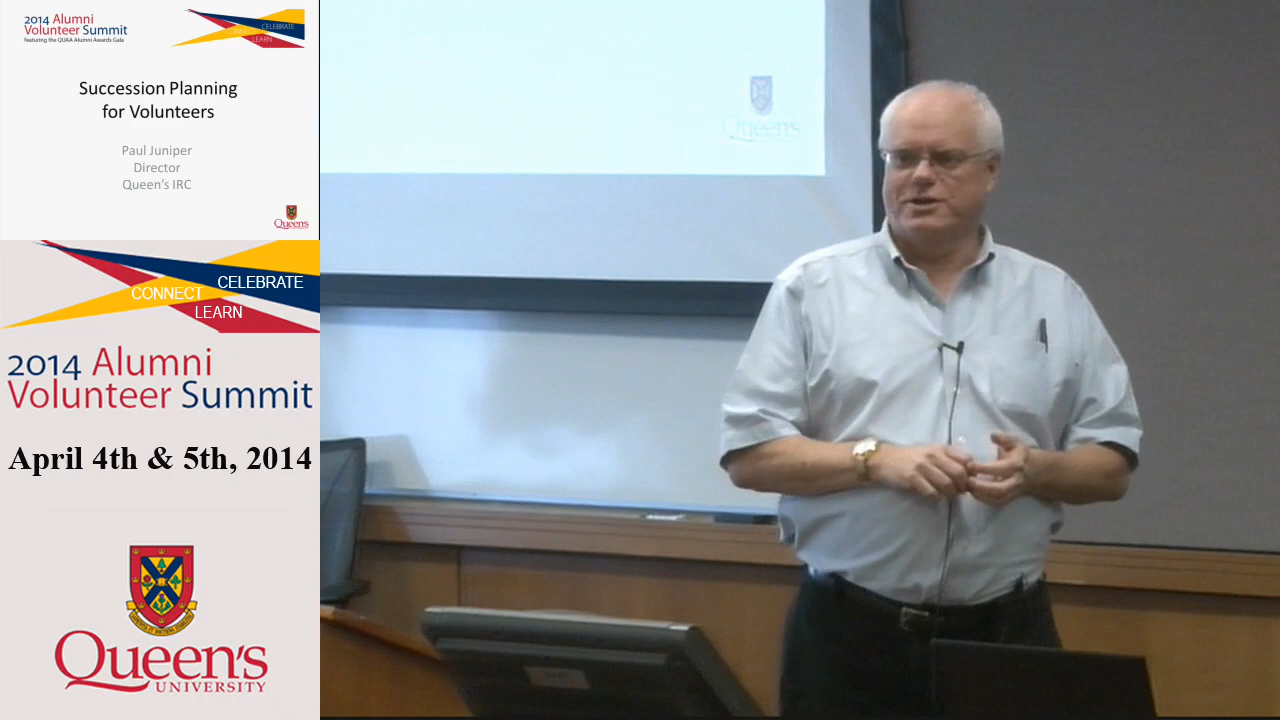 2014 Alumni
Volunteer Summit
featuring the QUAA Alumni Awards Gala
CELEBRATE
CONNECT
LEARN
Succession Planning
for Volunteers
Paul Juniper
Director
Queen's IRC
Queen's
UNIVERSITY
CELEBRATE
CONNECT
LEARN
2014 Alumni
Volunteer Summit
April 4th & 5th, 2014
Queen's
UNIVERSITY
Queen's